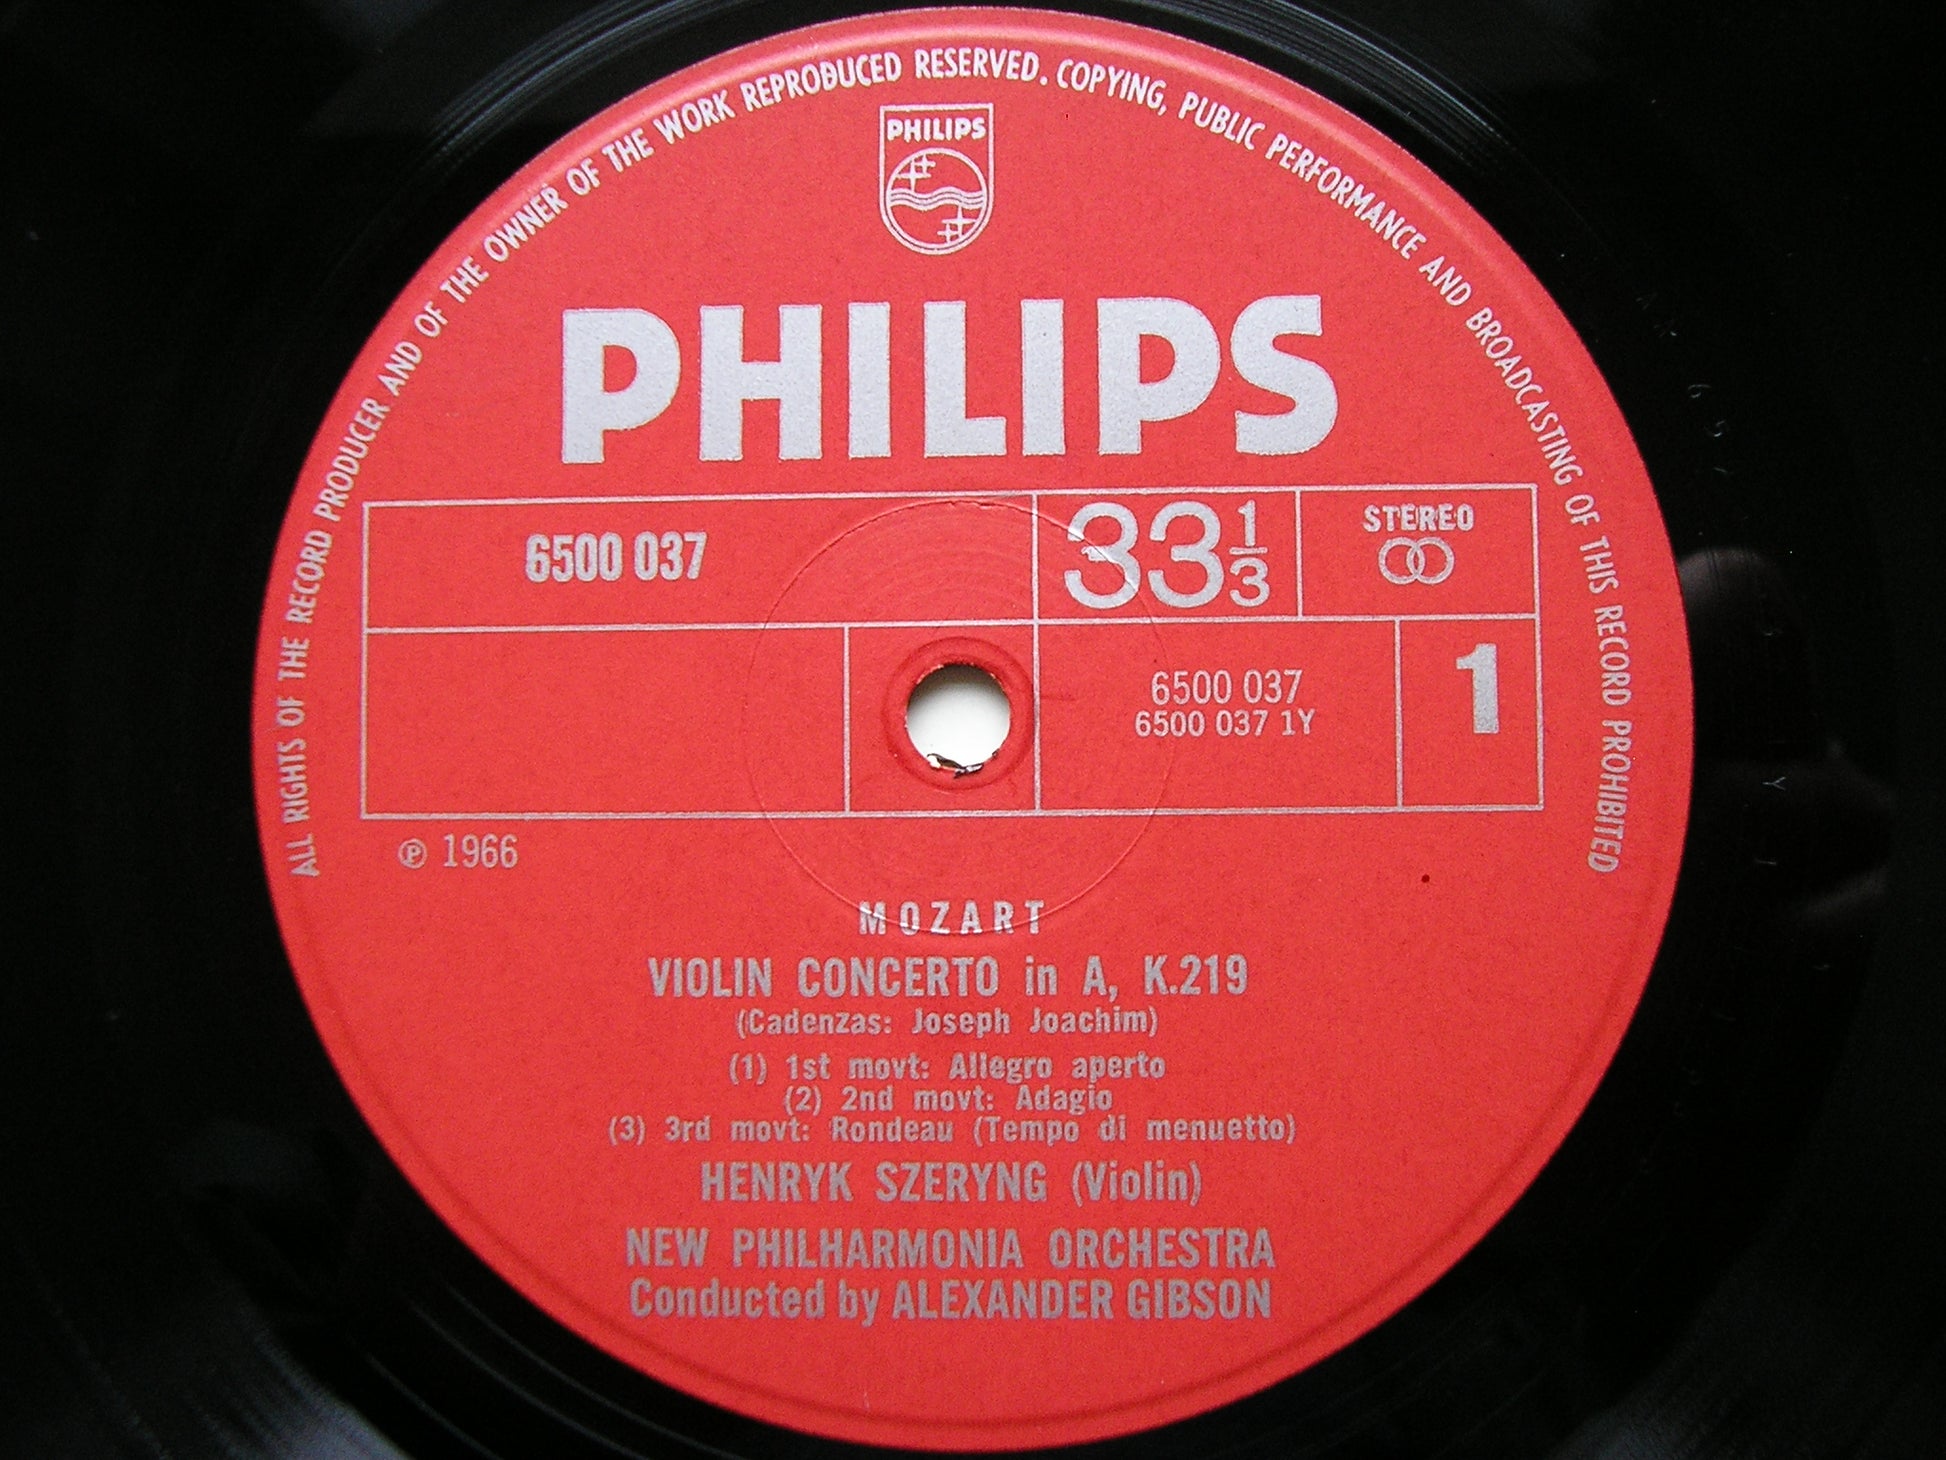 ALL RIGHTS OF THE RECORD PRODUCER AND OF THE OWNER OF THE WORK REPRODUCED RESERVED. COPYING, PUBLIC PERFORMANCE AND BROADCASTING OF THIS RECORD PROHIBITED
PHILIPS
PHILIPS
6500 037
33 1/3
STEREO
6500 037
6500 037 1Y
1
℗ 1966
MOZART
VIOLIN CONCERTO in A, K.219
(Cadenzas: Joseph Joachim)
(1) 1st movt: Allegro aperto
(2) 2nd movt: Adagio
(3) 3rd movt: Rondeau (Tempo di menuetto)
HENRYK SZERYNG (Violin)
NEW PHILHARMONIA ORCHESTRA
Conducted by ALEXANDER GIBSON